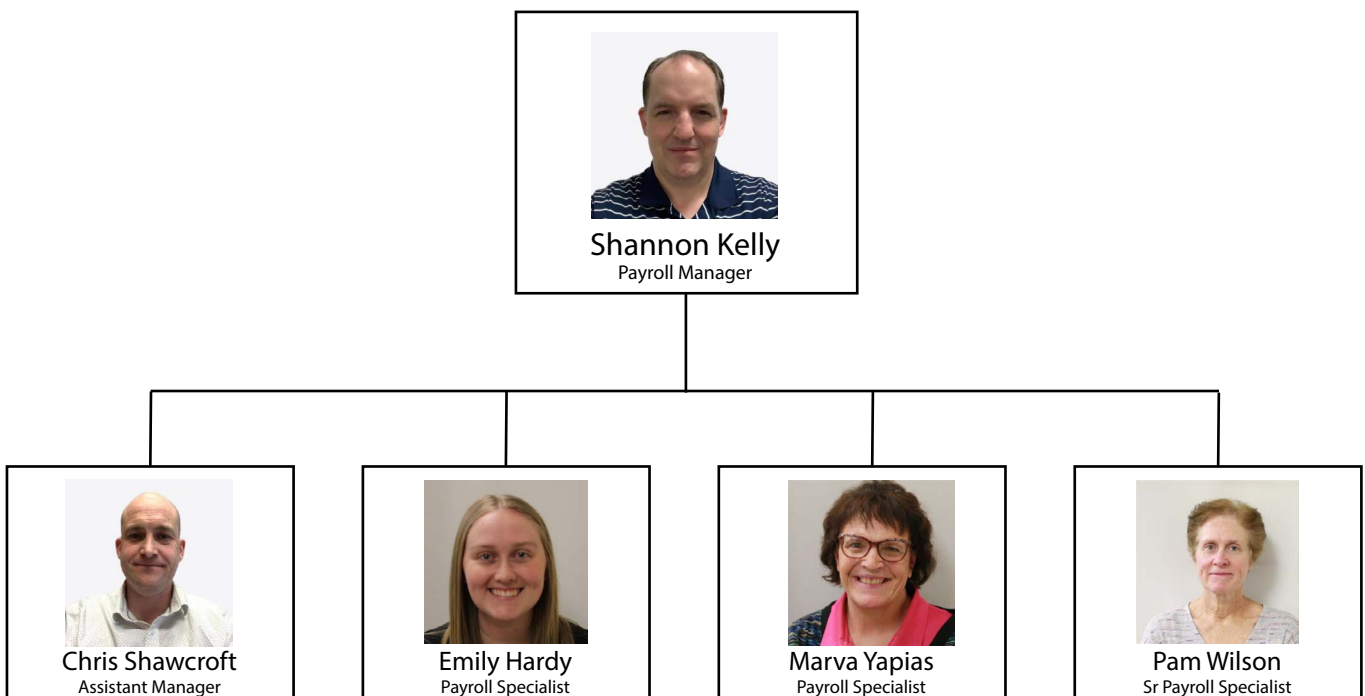 Shannon Kelly
Payroll Manager
Chris Shawcroft
Assistant Manager
Emily Hardy
Payroll Specialist
Marva Yapias
Payroll Specialist
Pam Wilson
Sr Payroll Specialist